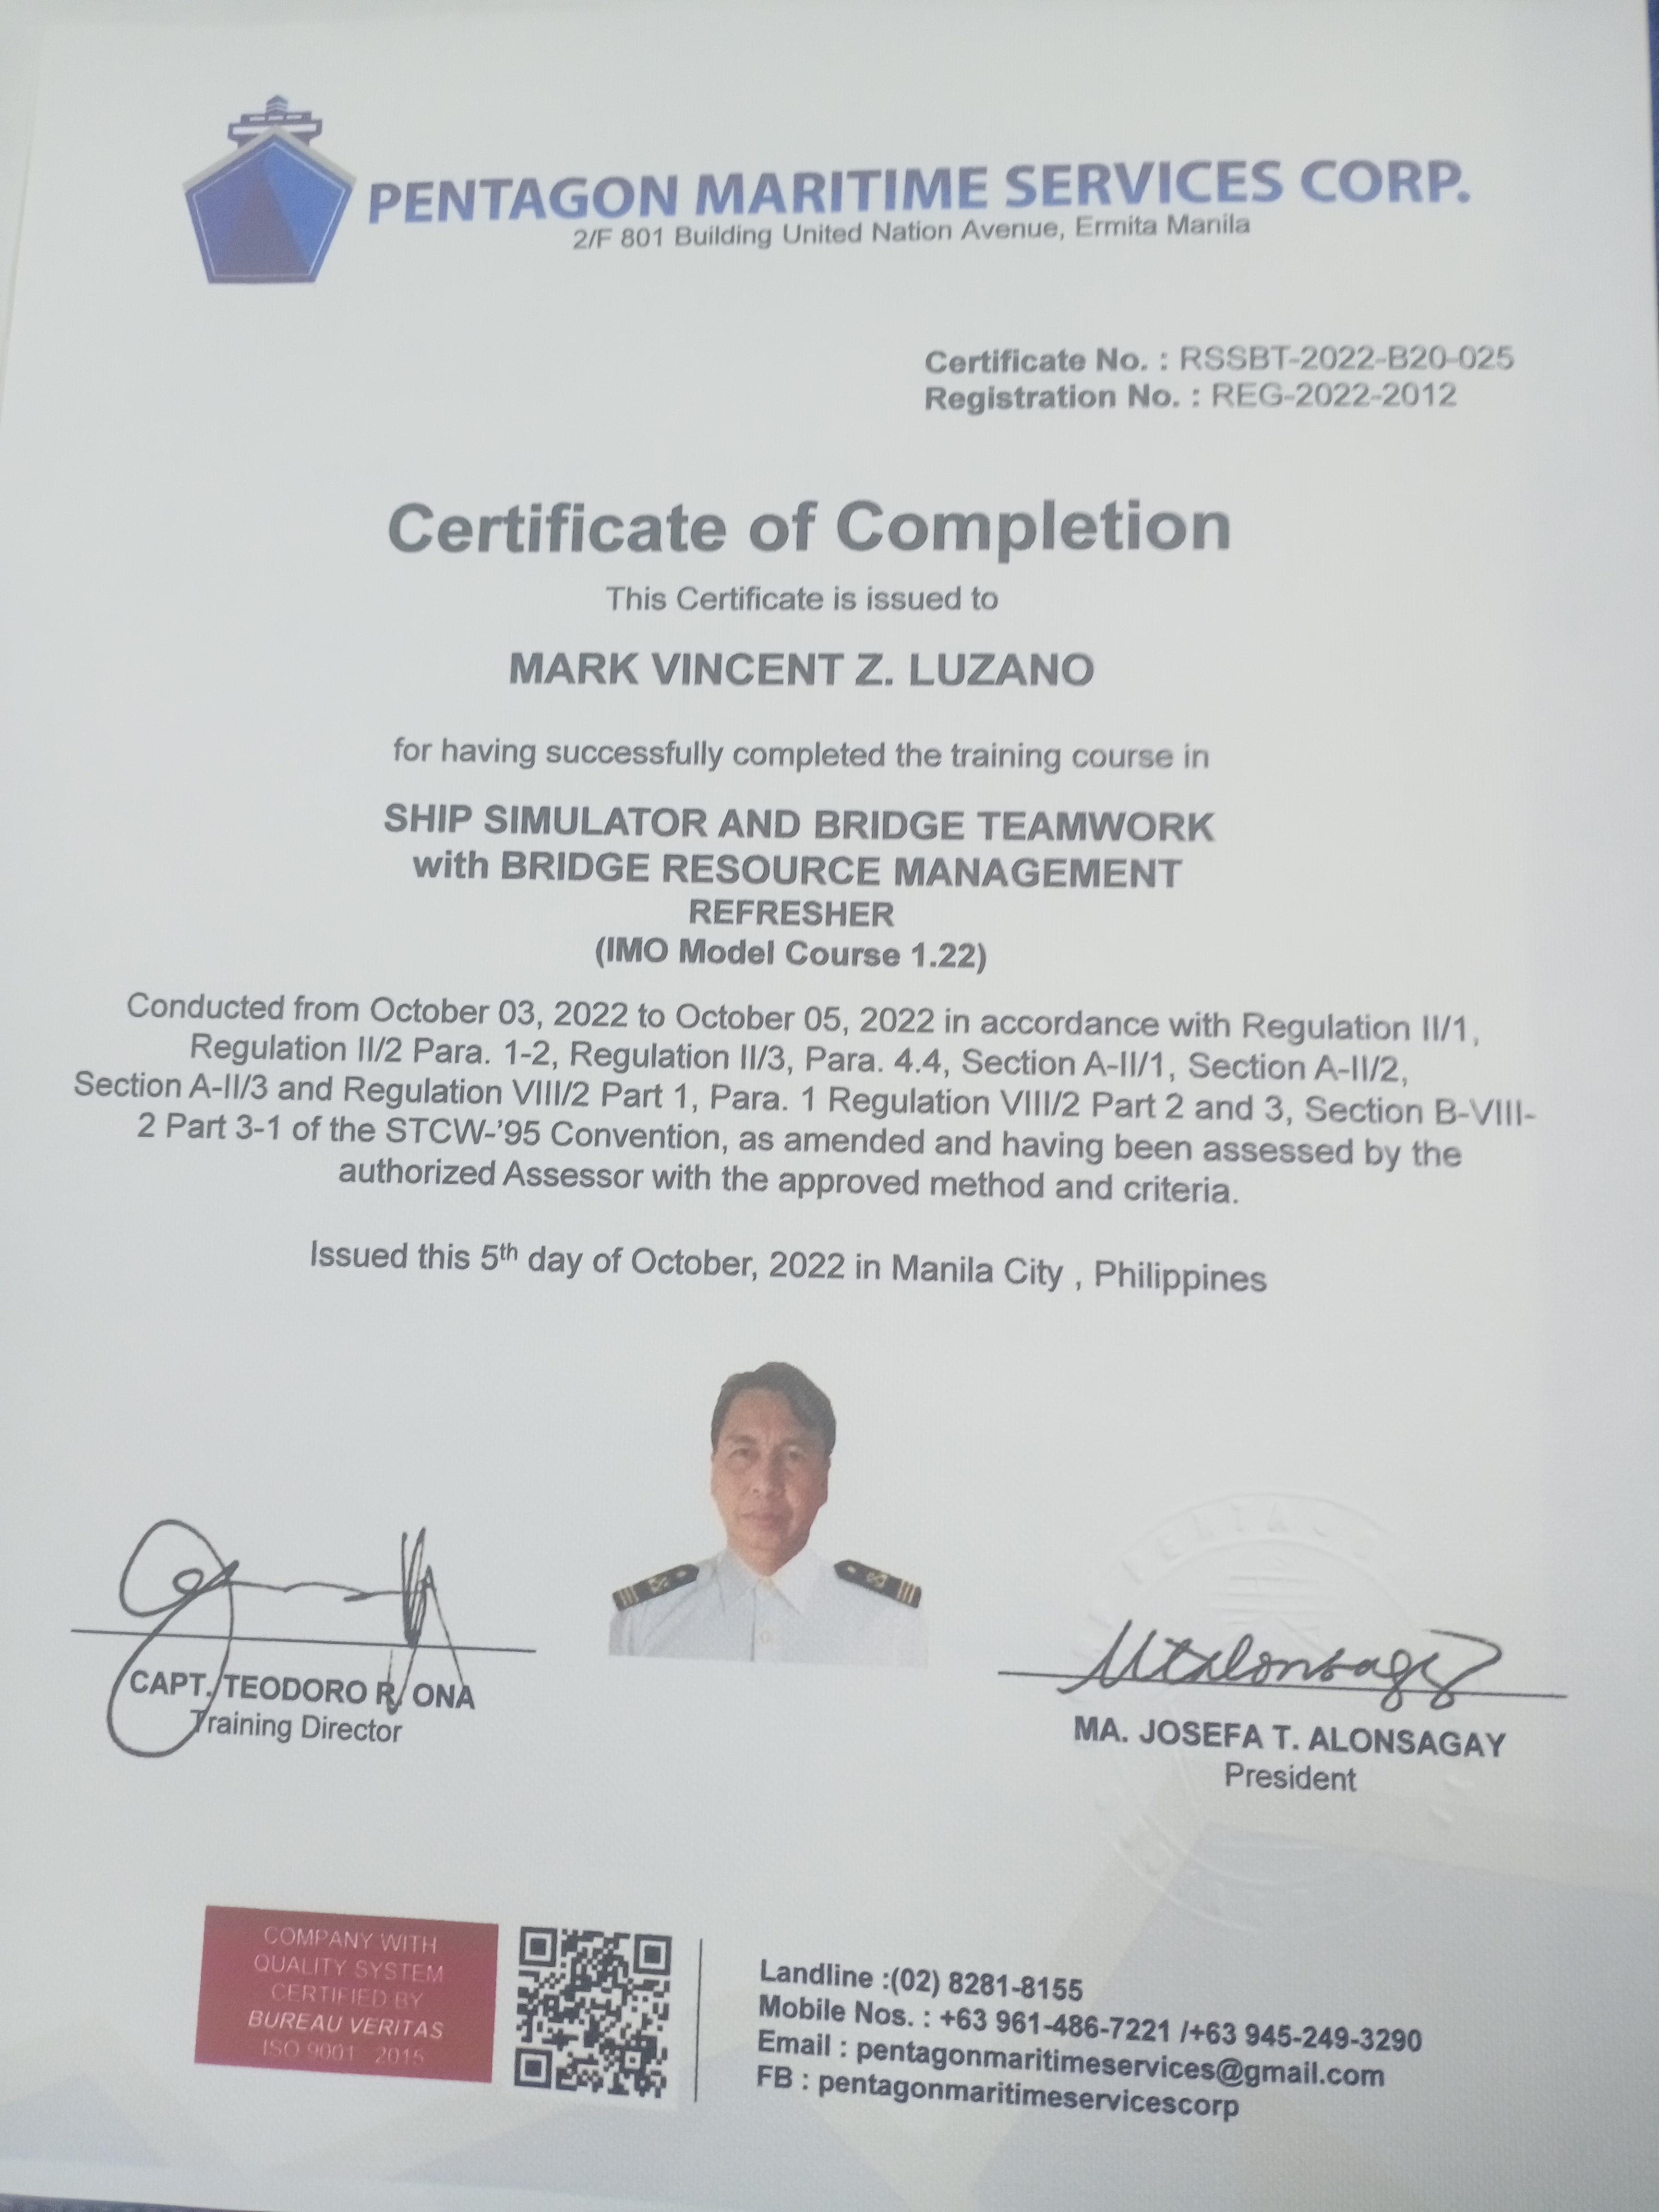 PENTAGON MARITIME SERVICES CORP.
2/F 801 Building United Nation Avenue, Ermita Manila
Certificate No. : RSSBT-2022-B20-025
Registration No. : REG-2022-2012
Certificate of Completion
This Certificate is issued to
MARK VINCENT Z. LUZANO
for having successfully completed the training course in
SHIP SIMULATOR AND BRIDGE TEAMWORK
with BRIDGE RESOURCE MANAGEMENT
REFRESHER
(IMO Model Course 1.22)
Conducted from October 03, 2022 to October 05, 2022 in accordance with Regulation II/1,
Regulation II/2 Para. 1-2, Regulation II/3, Para. 4.4, Section A-II/1, Section A-II/2,
Section A-II/3 and Regulation VIII/2 Part 1, Para. 1 Regulation VIII/2 Part 2 and 3, Section B-VIII-
2 Part 3-1 of the STCW-'95 Convention, as amended and having been assessed by the
authorized Assessor with the approved method and criteria.
Issued this 5th day of October, 2022 in Manila City , Philippines
CAPT. TEODORO R. ONA
Training Director
MA. JOSEFA T. ALONSAGAY
President
COMPANY WITH
QUALITY SYSTEM
CERTIFIED BY
BUREAU VERITAS
ISO 9001 : 2015
Landline :(02) 8281-8155
Mobile Nos. : +63 961-486-7221 /+63 945-249-3290
Email : pentagonmaritimeservices@gmail.com
FB : pentagonmaritimeservicescorp